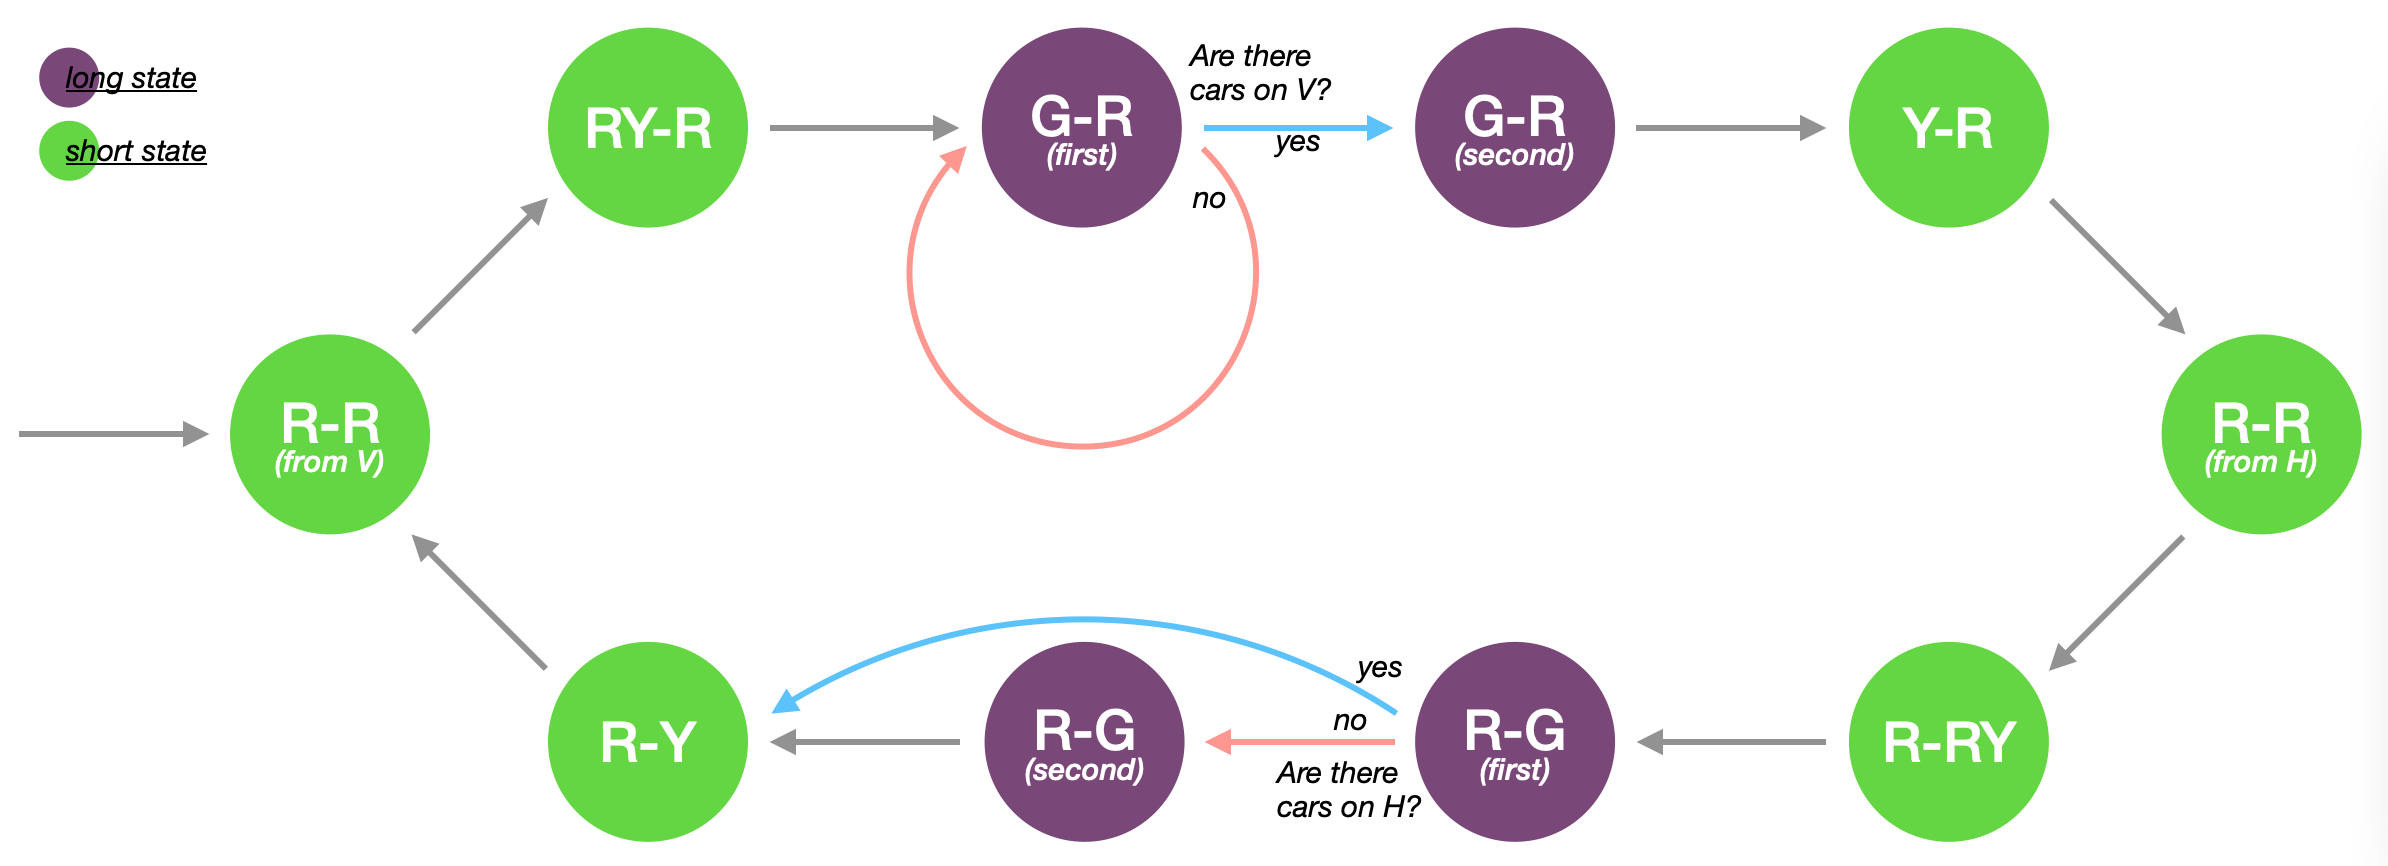 long state
short state
RY-R
G-R
(first)
Are there
cars on V?
yes
no
G-R
(second)
Y-R
R-R
(from V)
R-R
(from H)
R-Y
R-G
(second)
yes
no
Are there
cars on H?
R-G
(first)
R-RY